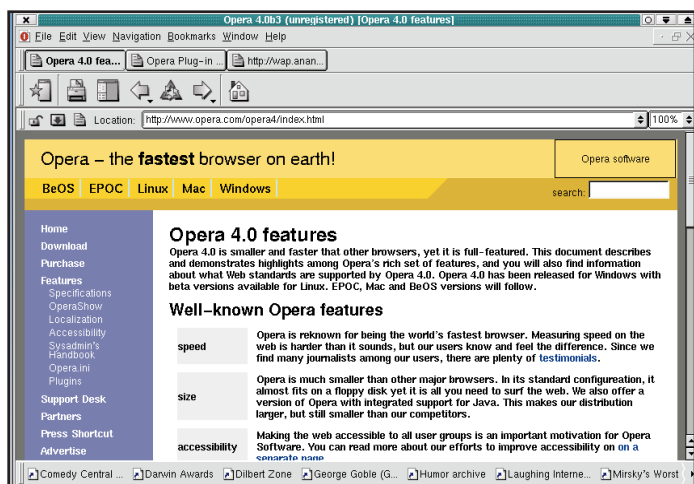 Opera 4.0b3 (unregistered) [Opera 4.0 features]
File Edit View Navigation Bookmarks Window Help
Opera 4.0 fea... Opera Plug-in ... http://wap.anan...
Location: http://www.opera.com/opera4/index.html 100%
Opera – the fastest browser on earth! Opera software
BeOS EPOC Linux Mac Windows search:
Home
Download
Purchase
Features
Specifications
OperaShow
Localization
Accessibility
Sysadmin's
Handbook
Opera.ini
Plugins
Support Desk
Partners
Press Shortcut
Advertise
Opera 4.0 features
Opera 4.0 is smaller and faster that other browsers, yet it is full-featured. This document describes
and demonstrates highlights among Opera's rich set of features, and you will also find information
about what Web standards are supported by Opera 4.0. Opera 4.0 has been released for Windows with
beta versions available for Linux. EPOC, Mac and BeOS versions will follow.
Well-known Opera features
speed
Opera is reknown for being the world's fastest browser. Measuring speed on the
web is harder than it sounds, but our users know and feel the difference. Since we
find many journalists among our users, there are plenty of testimonials.
size
Opera is much smaller than other major browsers. In its standard configureation, it
almost fits on a floppy disk yet it is all you need to surf the web. We also offer a
version of Opera with integrated support for Java. This makes our distribution
larger, but still smaller than our competitors.
accessibility
Making the web accessible to all user groups is an important motivation for Opera
Software. You can read more about our efforts to improve accessibility on on a
separate page
Comedy Central ... Darwin Awards Dilbert Zone George Goble (G... Humor archive Laughing Interne... Mirsky's Worst